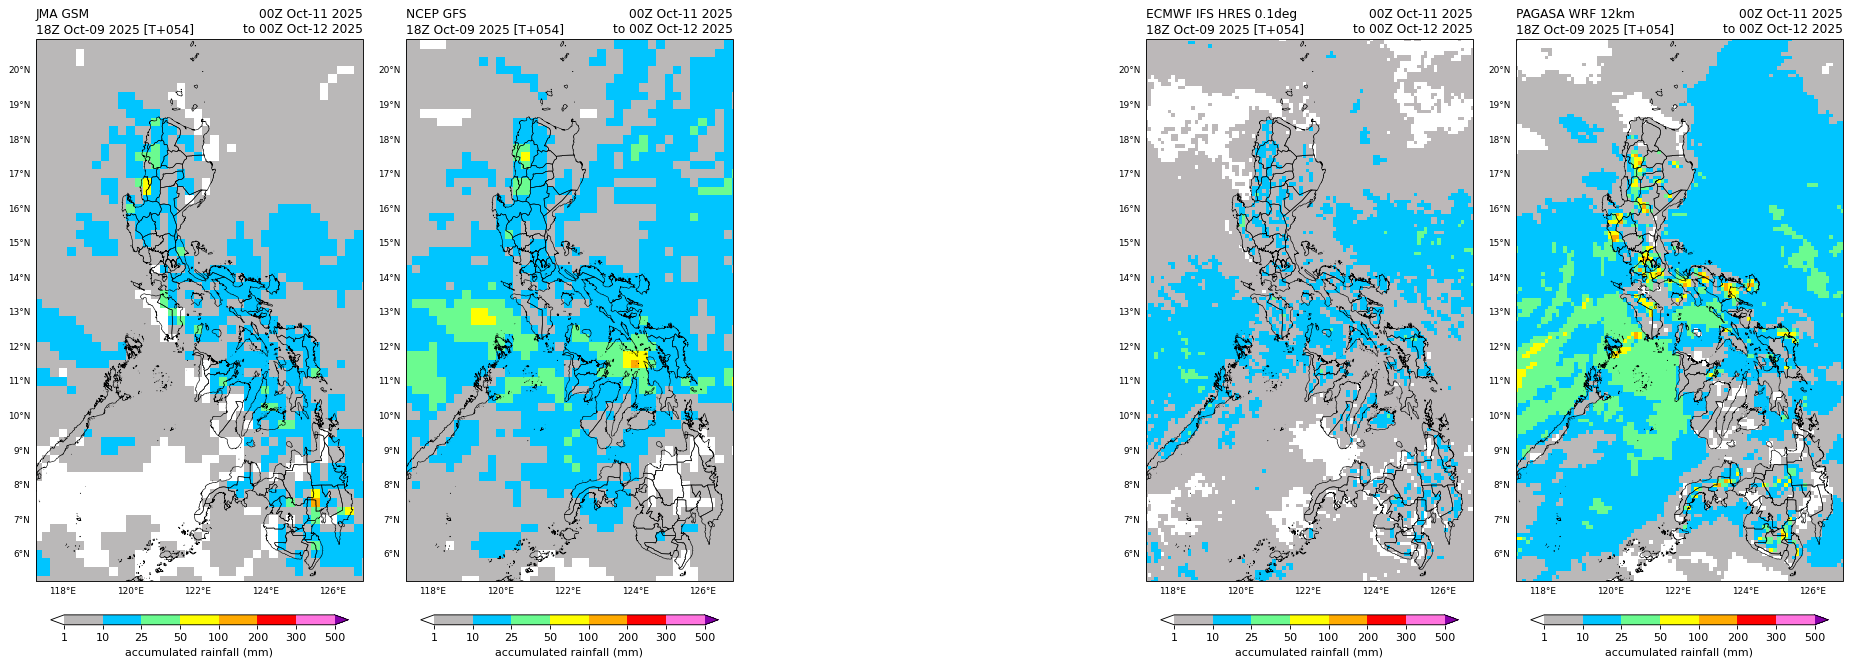 JMA GSM 00Z Oct-11 2025
18Z Oct-09 2025 [T+054] to 00Z Oct-12 2025
20°N
19°N
18°N
17°N
16°N
15°N
14°N
13°N
12°N
11°N
10°N
9°N
8°N
7°N
6°N
118°E 120°E 122°E 124°E 126°E
1 10 25 50 100 200 300 500
accumulated rainfall (mm)
NCEP GFS 00Z Oct-11 2025
18Z Oct-09 2025 [T+054] to 00Z Oct-12 2025
20°N
19°N
18°N
17°N
16°N
15°N
14°N
13°N
12°N
11°N
10°N
9°N
8°N
7°N
6°N
118°E 120°E 122°E 124°E 126°E
1 10 25 50 100 200 300 500
accumulated rainfall (mm)
ECMWF IFS HRES 0.1deg 00Z Oct-11 2025
18Z Oct-09 2025 [T+054] to 00Z Oct-12 2025
20°N
19°N
18°N
17°N
16°N
15°N
14°N
13°N
12°N
11°N
10°N
9°N
8°N
7°N
6°N
118°E 120°E 122°E 124°E 126°E
1 10 25 50 100 200 300 500
accumulated rainfall (mm)
PAGASA WRF 12km 00Z Oct-11 2025
18Z Oct-09 2025 [T+054] to 00Z Oct-12 2025
20°N
19°N
18°N
17°N
16°N
15°N
14°N
13°N
12°N
11°N
10°N
9°N
8°N
7°N
6°N
118°E 120°E 122°E 124°E 126°E
1 10 25 50 100 200 300 500
accumulated rainfall (mm)